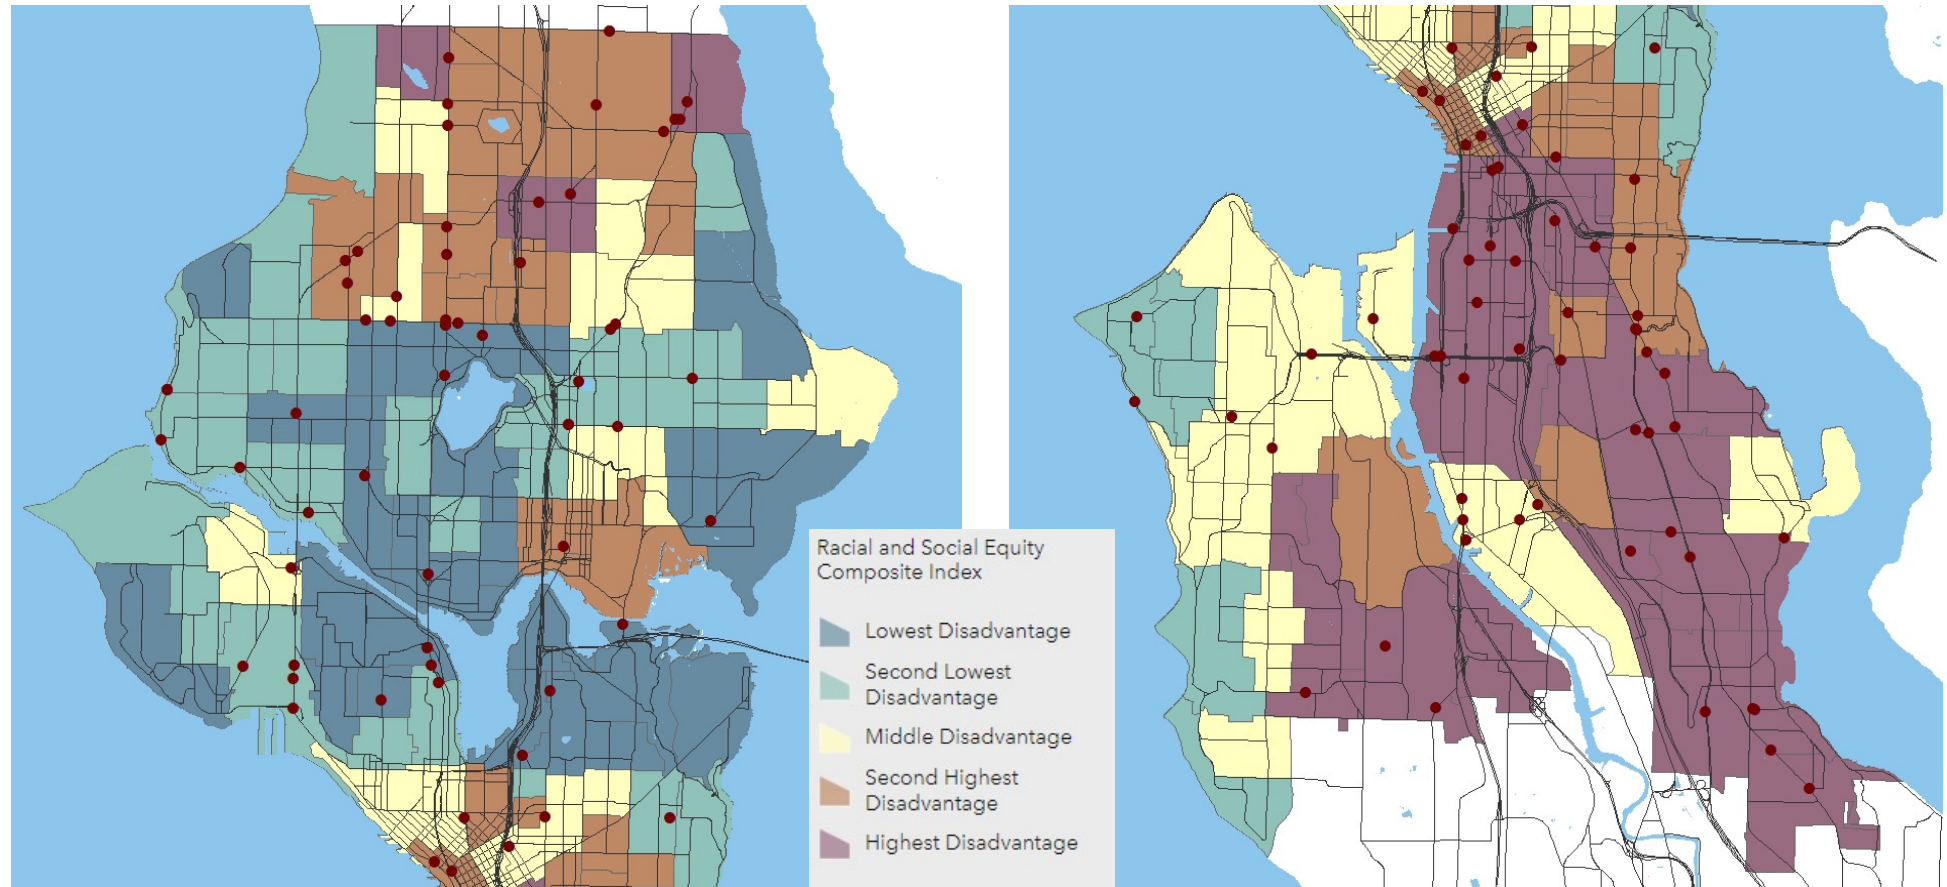 Racial and Social Equity
Composite Index
Lowest Disadvantage
Second Lowest
Disadvantage
Middle Disadvantage
Second Highest
Disadvantage
Highest Disadvantage